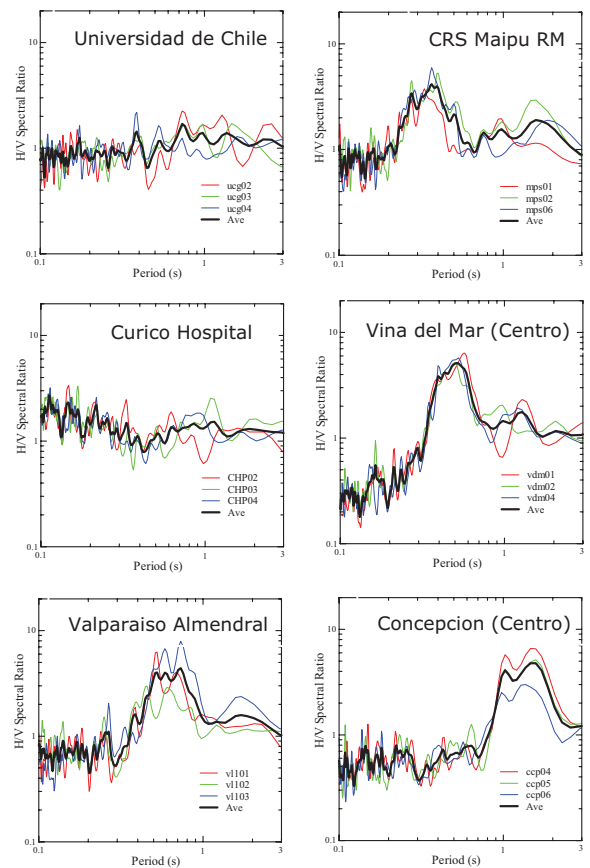 Universidad de Chile
H/V Spectral Ratio
10
1
0.1
ucg02
ucg03
ucg04
Ave
0.1
1
3
Period (s)
CRS Maipu RM
H/V Spectral Ratio
10
1
0.1
mps01
mps02
mps06
Ave
0.1
1
3
Period (s)
Curico Hospital
H/V Spectral Ratio
10
1
0.1
CHP02
CHP03
CHP04
Ave
0.1
1
3
Period (s)
Vina del Mar (Centro)
H/V Spectral Ratio
10
1
0.1
vdm01
vdm02
vdm04
Ave
0.1
1
3
Period (s)
Valparaiso Almendral
H/V Spectral Ratio
10
1
0.1
vl101
vl102
vl103
Ave
0.1
1
3
Period (s)
Concepcion (Centro)
H/V Spectral Ratio
10
1
0.1
ccp04
ccp05
ccp06
Ave
0.1
1
3
Period (s)